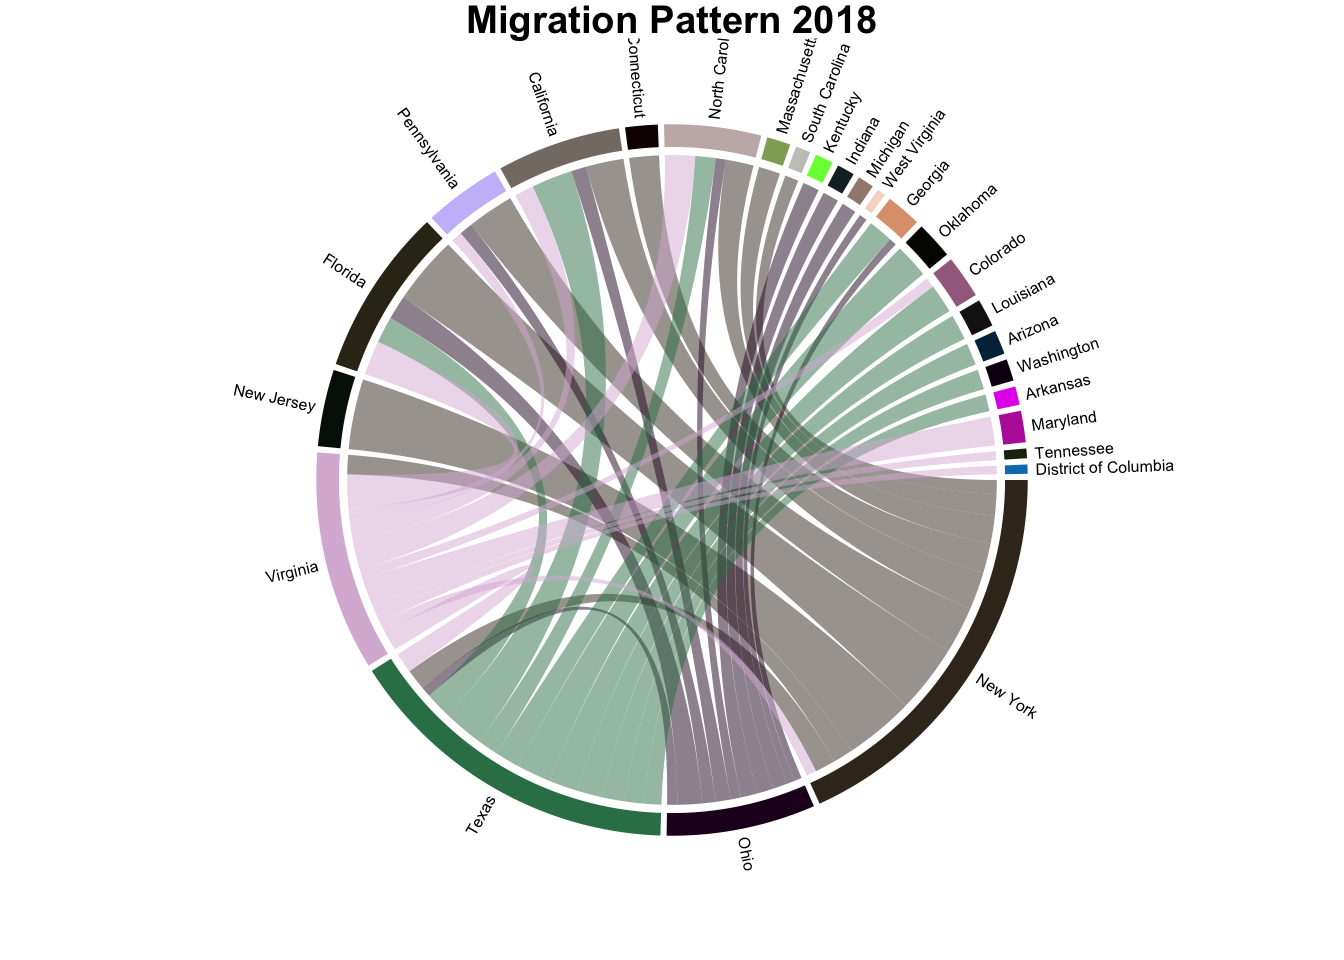 Migration Pattern 2018
Connecticut
North Carol
Massachusett
South Carolina
Kentucky
Indiana
Michigan
West Virginia
Georgia
Oklahoma
Colorado
Louisiana
Arizona
Washington
Arkansas
Maryland
Tennessee
District of Columbia
New York
Ohio
Texas
Virginia
New Jersey
Florida
Pennsylvania
California